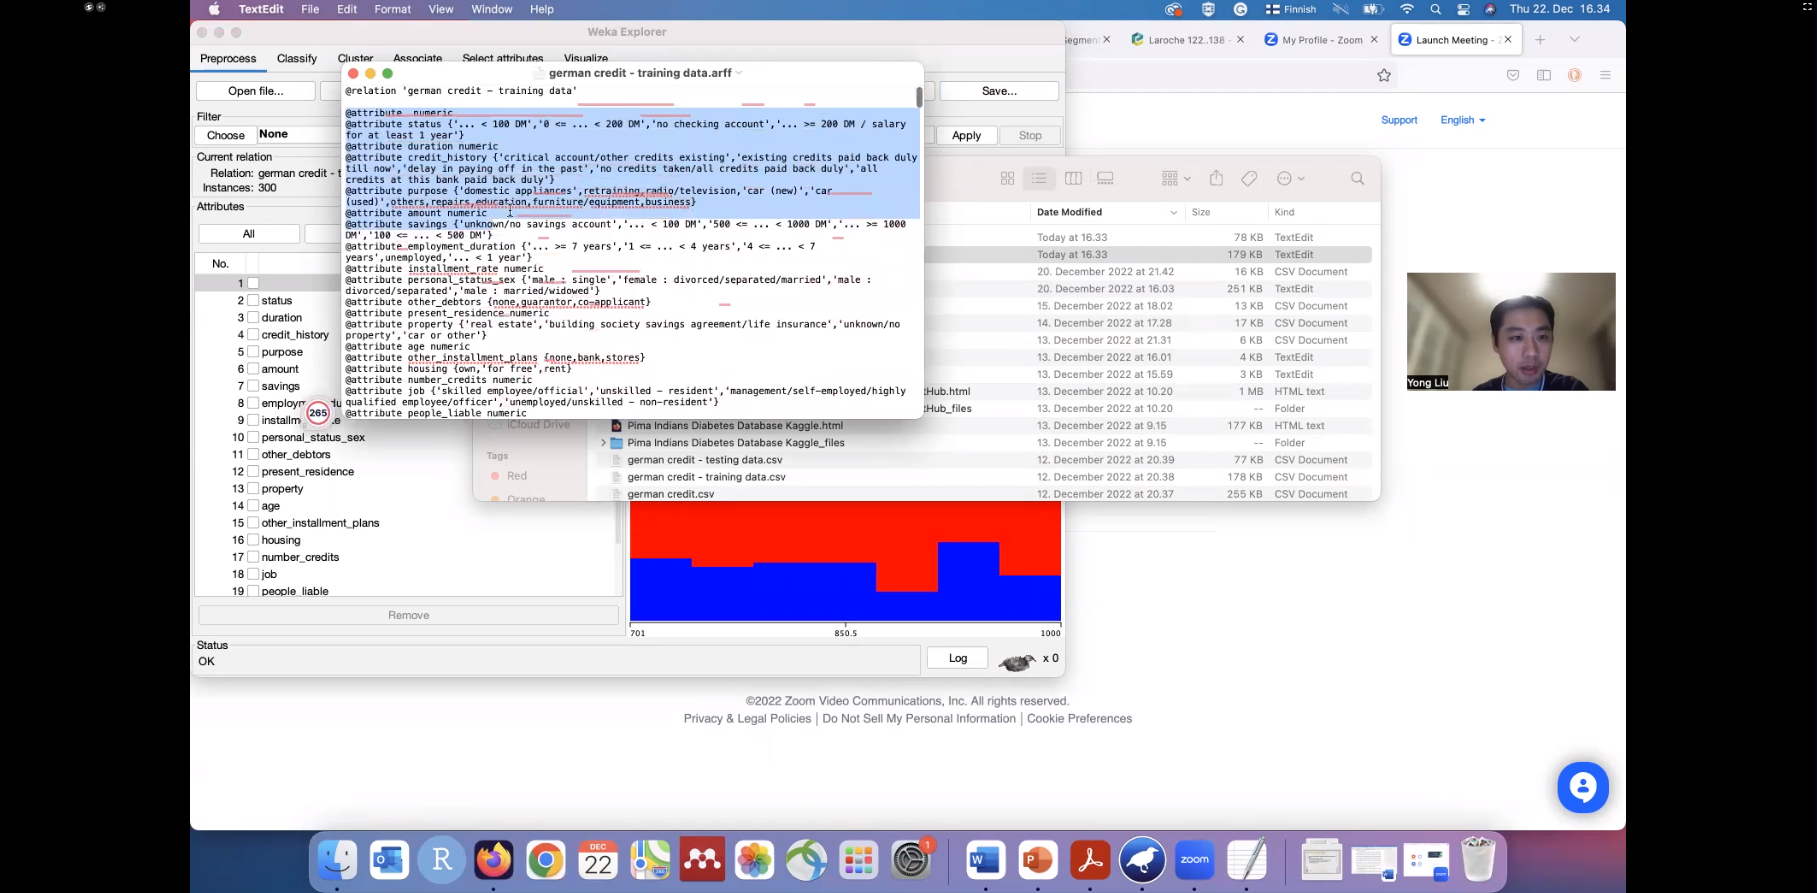 TextEdit File Edit Format View Window Help
Finnish Thu 22. Dec 16.34
Weka Explorer
Laroche 122..138 -
My Profile - Zoom
Launch Meeting - Z
Preprocess Classify Cluster Associate Select attributes Visualize
german credit - training data.arff
Open file...
Save...
Filter
Choose None
Apply Stop
Current relation
Relation: german credit - t
Instances: 300
Attributes
All
No.
1
2 status
3 duration
4 credit_history
5 purpose
6 amount
7 savings
8 employment_du
9 installment_rate
10 personal_status_sex
11 other_debtors
12 present_residence
13 property
14 age
15 other_installment_plans
16 housing
17 number_credits
18 job
19 people_liable
265
Remove
Status
OK
Log
x 0
@relation 'german credit - training data'
@attribute numeric
@attribute status {'... < 100 DM','0 <= ... < 200 DM','no checking account','... >= 200 DM / salary
for at least 1 year'}
@attribute duration numeric
@attribute credit_history {'critical account/other credits existing','existing credits paid back duly
till now','delay in paying off in the past','no credits taken/all credits paid back duly','all
credits at this bank paid back duly'}
@attribute purpose {'domestic appliances',retraining,radio/television,'car (new)','car
(used)',others,repairs,education,furniture/equipment,business}
@attribute amount numeric
@attribute savings {'unknown/no savings account','... < 100 DM','500 <= ... < 1000 DM','... >= 1000
DM','100 <= ... < 500 DM'}
@attribute employment_duration {'... >= 7 years','1 <= ... < 4 years','4 <= ... < 7
years',unemployed,'... < 1 year'}
@attribute installment_rate numeric
@attribute personal_status_sex {'male : single','female : divorced/separated/married','male :
divorced/separated','male : married/widowed'}
@attribute other_debtors {none,guarantor,co-applicant}
@attribute present_residence numeric
@attribute property {'real estate','building society savings agreement/life insurance','unknown/no
property','car or other'}
@attribute age numeric
@attribute other_installment_plans {none,bank,stores}
@attribute housing {own,'for free',rent}
@attribute number_credits numeric
@attribute job {'skilled employee/official','unskilled - resident','management/self-employed/highly
qualified employee/officer','unemployed/unskilled - non-resident'}
@attribute people_liable numeric
Support English
Date Modified Size Kind
Today at 16.33 78 KB TextEdit
Today at 16.33 179 KB TextEdit
20. December 2022 at 21.42 16 KB CSV Document
20. December 2022 at 16.03 251 KB CSV Document
15. December 2022 at 18.02 13 KB CSV Document
14. December 2022 at 17.28 17 KB CSV Document
13. December 2022 at 21.31 6 KB CSV Document
13. December 2022 at 16.01 4 KB TextEdit
13. December 2022 at 15.59 3 KB TextEdit
Hub.html 13. December 2022 at 10.20 1 MB HTML text
Hub_files 13. December 2022 at 10.20 -- Folder
Pima Indians Diabetes Database Kaggle.html 13. December 2022 at 9.15 177 KB HTML text
Pima Indians Diabetes Database Kaggle_files 13. December 2022 at 9.15 -- Folder
german credit - testing data.csv 12. December 2022 at 20.39 77 KB CSV Document
german credit - training data.csv 12. December 2022 at 20.38 178 KB CSV Document
german credit.csv 12. December 2022 at 20.37 255 KB CSV Document
iCloud Drive
Tags
Red
Orange
Yong Liu
701 850.5 1000
©2022 Zoom Video Communications, Inc. All rights reserved.
Privacy & Legal Policies | Do Not Sell My Personal Information | Cookie Preferences
DEC
22
R
1
W
P
zoom